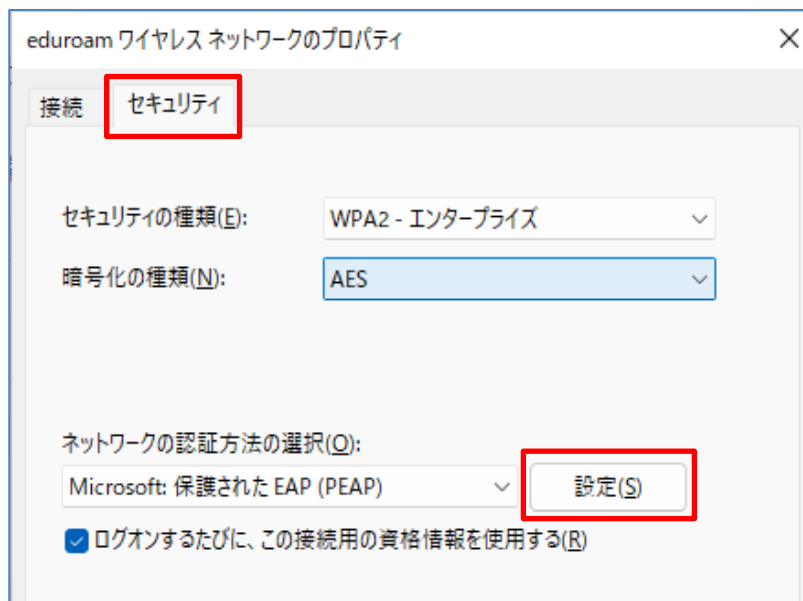 eduroam ワイヤレス ネットワークのプロパティ
接続 セキュリティ
セキュリティの種類(E): WPA2 - エンタープライズ
暗号化の種類(N): AES
ネットワークの認証方法の選択(O):
Microsoft: 保護された EAP (PEAP) 設定(S)
ログオンするたびに、この接続用の資格情報を使用する(R)